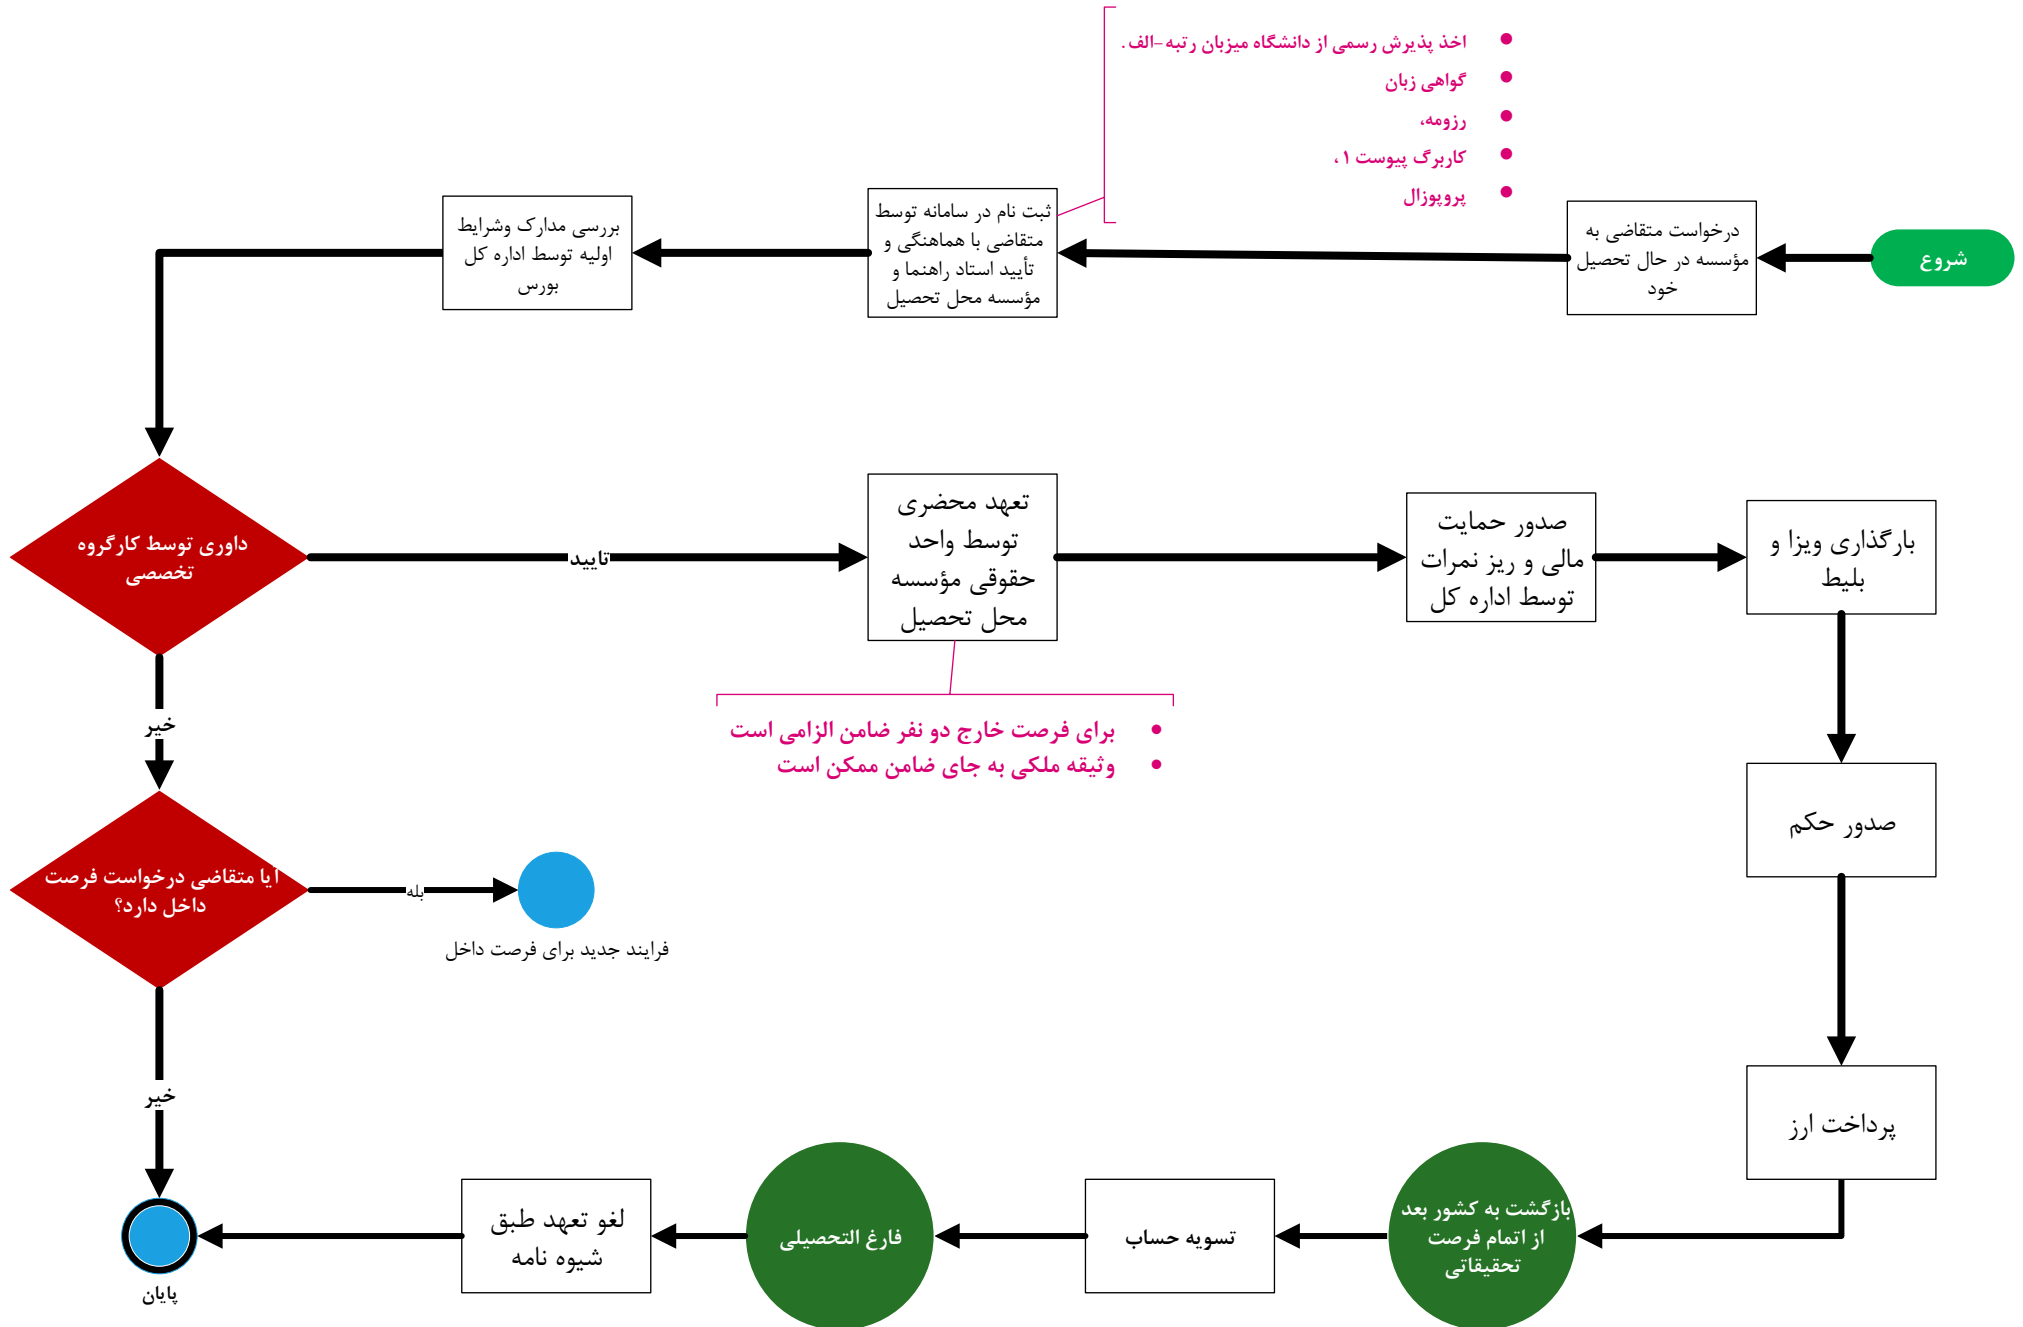 اخذ پذیرش رسمی از دانشگاه میزبان رتبه -الف.
گواهی زبان
رزومه،
کاربرگ پیوست ۱،
پروپوزال
شروع
درخواست متقاضی به
مؤسسه در حال تحصیل
خود
ثبت نام در سامانه توسط
متقاضی با هماهنگی و
تأیید استاد راهنما و
مؤسسه محل تحصیل
بررسی مدارک وشرایط
اولیه توسط اداره کل
بورس
داوری توسط کارگروه
تخصصی
تایید
تعهد محضری
توسط واحد
حقوقی مؤسسه
محل تحصیل
صدور حمایت
مالی و ریز نمرات
توسط اداره کل
بارگذاری ویزا و
بلیط
برای فرصت خارج دو نفر ضامن الزامی است
وثیقه ملکی به جای ضامن ممکن است
خیر
صدور حکم
آیا متقاضی درخواست فرصت
داخل دارد؟
بله
فرایند جدید برای فرصت داخل
خیر
پرداخت ارز
بازگشت به کشور بعد
از اتمام فرصت
تحقیقاتی
تسویه حساب
فارغ التحصیلی
لغو تعهد طبق
شیوه نامه
پایان